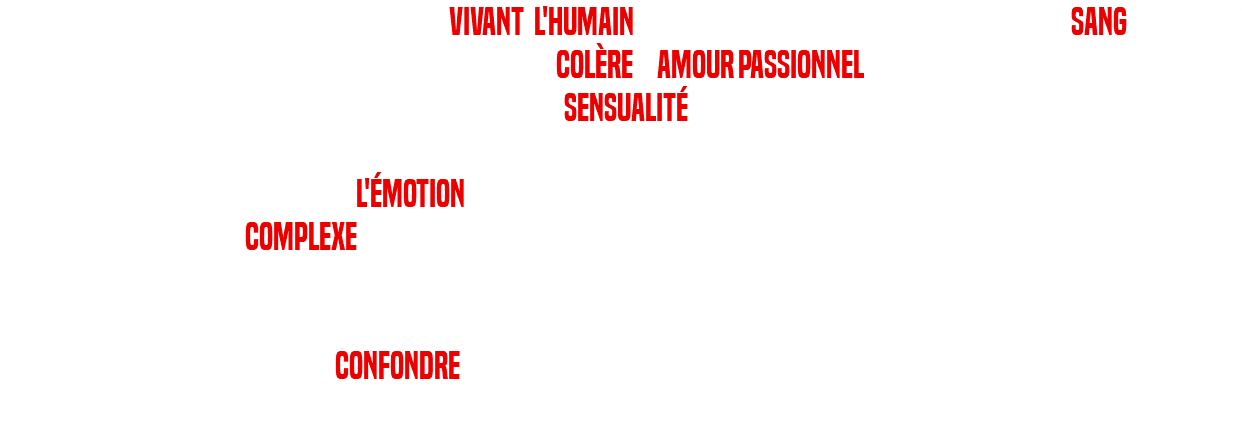 VIVANT L'HUMAIN SANG
COLÈRE AMOUR PASSIONNEL
SENSUALITÉ
L'ÉMOTION
COMPLEXE
CONFONDRE